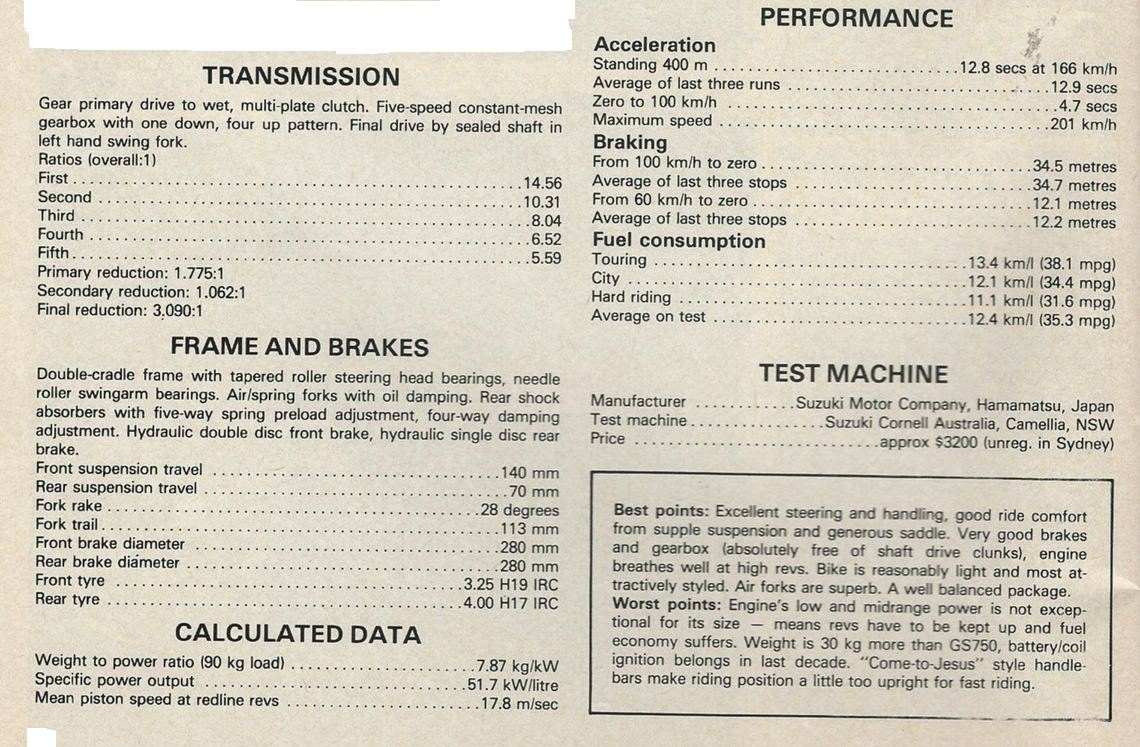 TRANSMISSION
Gear primary drive to wet, multi-plate clutch. Five-speed constant-mesh
gearbox with one down, four up pattern. Final drive by sealed shaft in
left hand swing fork.
Ratios (overall:1)
First . . . . . . . . . . . . . . . . . . . . 14.56
Second . . . . . . . . . . . . . . . . . . . . 10.31
Third . . . . . . . . . . . . . . . . . . . . 8.04
Fourth . . . . . . . . . . . . . . . . . . . . 6.52
Fifth . . . . . . . . . . . . . . . . . . . . 5.59
Primary reduction: 1.775:1
Secondary reduction: 1.062:1
Final reduction: 3.090:1
FRAME AND BRAKES
Double-cradle frame with tapered roller steering head bearings, needle
roller swingarm bearings. Air/spring forks with oil damping. Rear shock
absorbers with five-way spring preload adjustment, four-way damping
adjustment. Hydraulic double disc front brake, hydraulic single disc rear
brake.
Front suspension travel . . . . . . . . . . . . . . . . . . . . 140 mm
Rear suspension travel . . . . . . . . . . . . . . . . . . . . 70 mm
Fork rake . . . . . . . . . . . . . . . . . . . . 28 degrees
Fork trail . . . . . . . . . . . . . . . . . . . . 113 mm
Front brake diameter . . . . . . . . . . . . . . . . . . . . 280 mm
Rear brake diameter . . . . . . . . . . . . . . . . . . . . 280 mm
Front tyre . . . . . . . . . . . . . . . . . . . . 3.25 H19 IRC
Rear tyre . . . . . . . . . . . . . . . . . . . . 4.00 H17 IRC
CALCULATED DATA
Weight to power ratio (90 kg load) . . . . . . . . . . . . . . . . 7.87 kg/kW
Specific power output . . . . . . . . . . . . . . . . . . . . 51.7 kW/litre
Mean piston speed at redline revs . . . . . . . . . . . . . . . . 17.8 m/sec
PERFORMANCE
Acceleration
Standing 400 m . . . . . . . . . . . . . . . . . . . . 12.8 secs at 166 km/h
Average of last three runs . . . . . . . . . . . . . . . . . . . . 12.9 secs
Zero to 100 km/h . . . . . . . . . . . . . . . . . . . . 4.7 secs
Maximum speed . . . . . . . . . . . . . . . . . . . . 201 km/h
Braking
From 100 km/h to zero . . . . . . . . . . . . . . . . . . . . 34.5 metres
Average of last three stops . . . . . . . . . . . . . . . . . . . . 34.7 metres
From 60 km/h to zero . . . . . . . . . . . . . . . . . . . . 12.1 metres
Average of last three stops . . . . . . . . . . . . . . . . . . . . 12.2 metres
Fuel consumption
Touring . . . . . . . . . . . . . . . . . . . . 13.4 km/l (38.1 mpg)
City . . . . . . . . . . . . . . . . . . . . 12.1 km/l (34.4 mpg)
Hard riding . . . . . . . . . . . . . . . . . . . . 11.1 km/l (31.6 mpg)
Average on test . . . . . . . . . . . . . . . . . . . . 12.4 km/l (35.3 mpg)
TEST MACHINE
Manufacturer . . . . . . . . . . Suzuki Motor Company, Hamamatsu, Japan
Test machine . . . . . . . . . . . . . Suzuki Cornell Australia, Camellia, NSW
Price . . . . . . . . . . . . . . . . . . . . approx $3200 (unreg. in Sydney)
Best points: Excellent steering and handling, good ride comfort
from supple suspension and generous saddle. Very good brakes
and gearbox (absolutely free of shaft drive clunks), engine
breathes well at high revs. Bike is reasonably light and most at-
tractively styled. Air forks are superb. A well balanced package.
Worst points: Engine's low and midrange power is not excep-
tional for its size — means revs have to be kept up and fuel
economy suffers. Weight is 30 kg more than GS750, battery/coil
ignition belongs in last decade. "Come-to-Jesus" style handle-
bars make riding position a little too upright for fast riding.